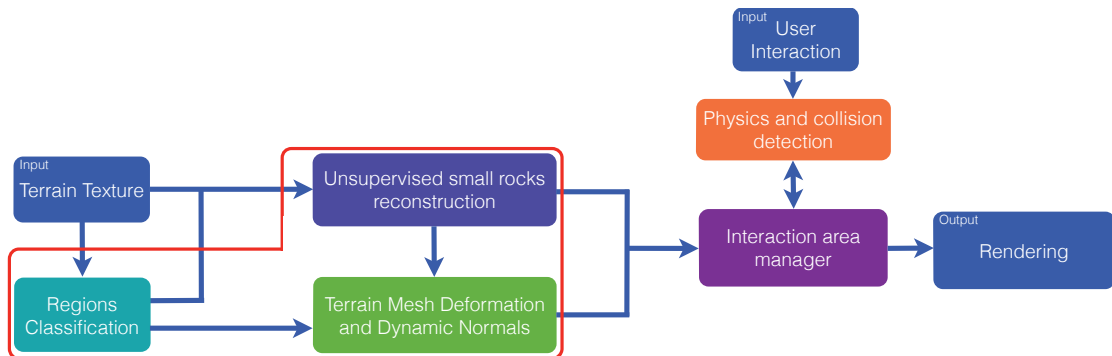 Input
User
Interaction
Physics and collision
detection
Input
Terrain Texture
Unsupervised small rocks
reconstruction
Interaction area
manager
Output
Rendering
Regions
Classification
Terrain Mesh Deformation
and Dynamic Normals